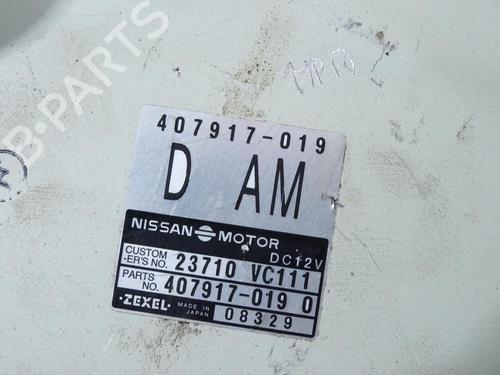 B-PARTS
407917-019
D AM
NISSAN MOTOR
DC12V
CUSTOM
-ER'S NO. 23710 VC111
PARTS
NO. 407917-019 0
·ZEXEL· MADE IN
JAPAN 08329